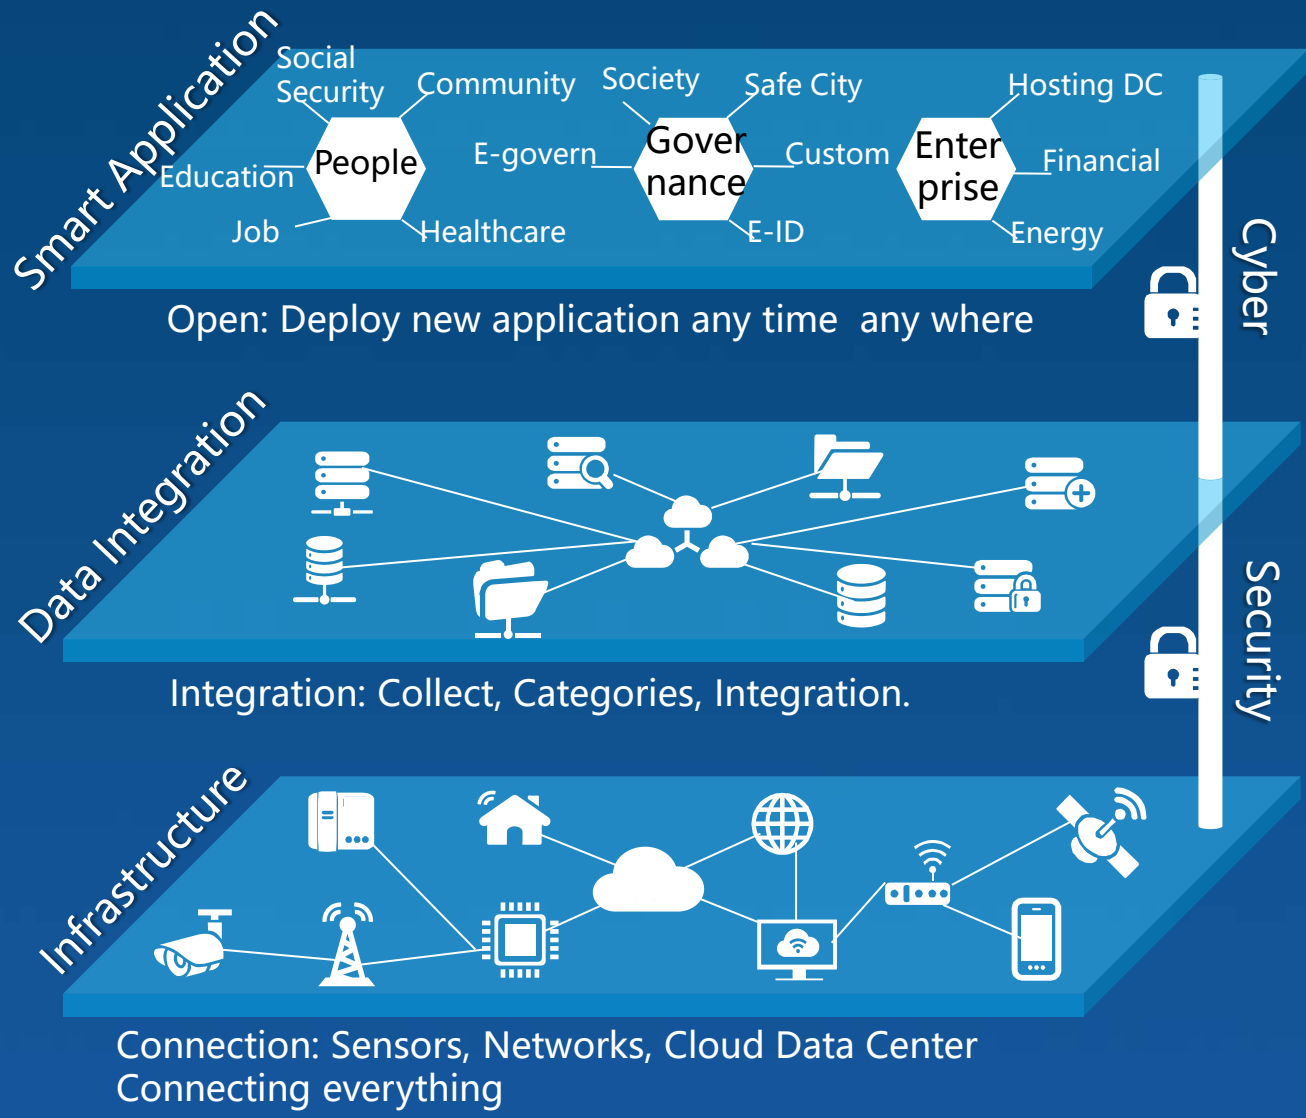 Smart Application
Social
Security
Community
Society
Safe City
Hosting DC
People
Gover
nance
Enter
prise
Education
E-govern
Custom
Financial
Job
Healthcare
E-ID
Energy
Open: Deploy new application any time  any where
Cyber
Data Integration
Integration: Collect, Categories, Integration.
Security
Infrastructure
Connection: Sensors, Networks, Cloud Data Center
Connecting everything